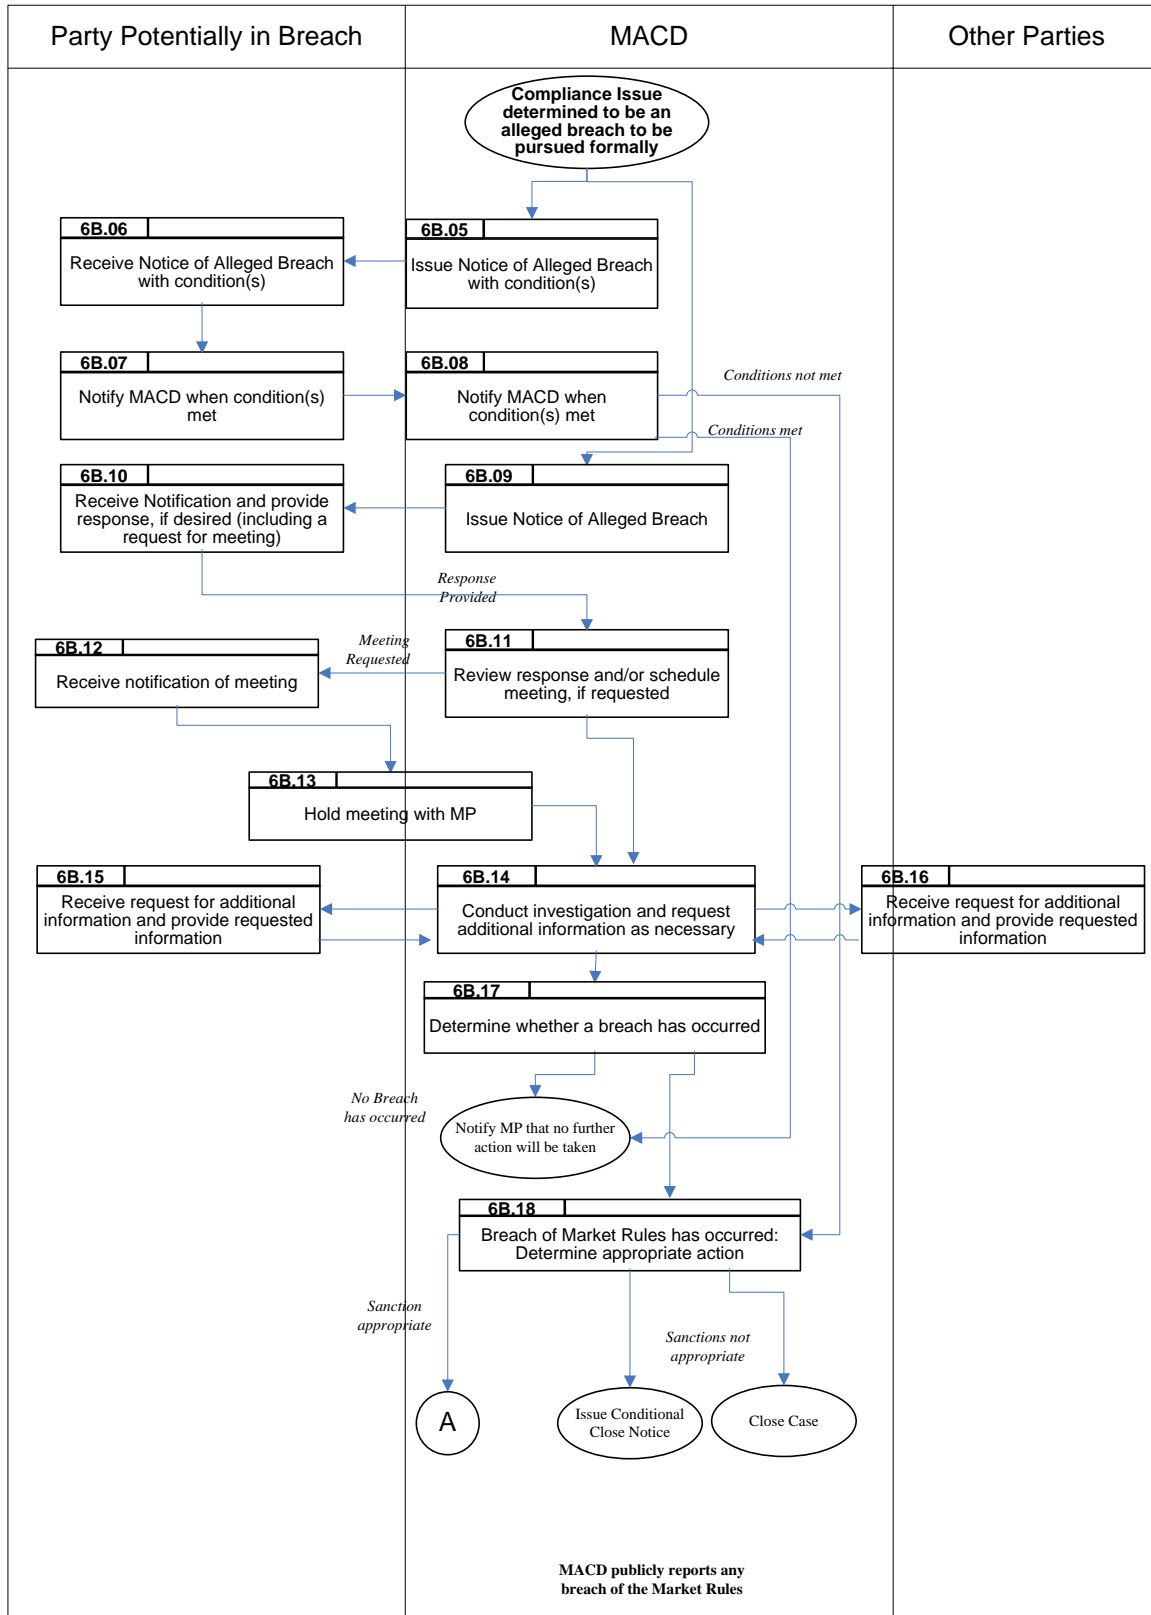 Party Potentially in Breach
MACD
Other Parties
Compliance Issue
determined to be an
alleged breach to be
pursued formally
6B.06
Receive Notice of Alleged Breach
with condition(s)
6B.05
Issue Notice of Alleged Breach
with condition(s)
6B.07
Notify MACD when condition(s)
met
6B.08
Notify MACD when
condition(s) met
Conditions not met
Conditions met
6B.10
Receive Notification and provide
response, if desired (including a
request for meeting)
6B.09
Issue Notice of Alleged Breach
Response
Provided
6B.12
Receive notification of meeting
Meeting
Requested
6B.11
Review response and/or schedule
meeting, if requested
6B.13
Hold meeting with MP
6B.15
Receive request for additional
information and provide requested
information
6B.14
Conduct investigation and request
additional information as necessary
6B.16
Receive request for additional
information and provide requested
information
6B.17
Determine whether a breach has occurred
No Breach
has occurred
Notify MP that no further
action will be taken
6B.18
Breach of Market Rules has occurred:
Determine appropriate action
Sanction
appropriate
Sanctions not
appropriate
A
Issue Conditional
Close Notice
Close Case
MACD publicly reports any
breach of the Market Rules